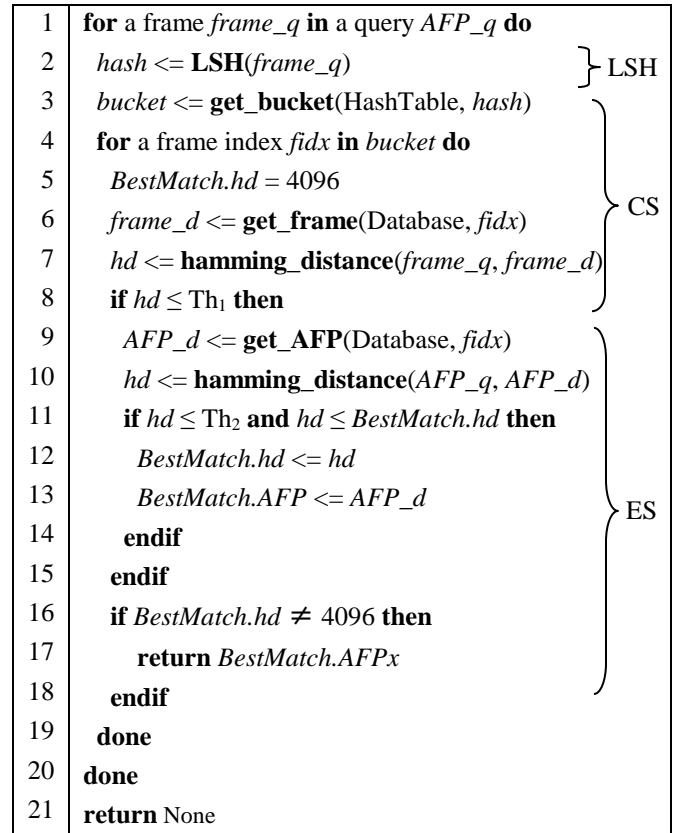 1 for a frame frame_q in a query AFP_q do
2 hash <= LSH(frame_q) LSH
3 bucket <= get_bucket(HashTable, hash)
4 for a frame index fidx in bucket do
5 BestMatch.hd = 4096 CS
6 frame_d <= get_frame(Database, fidx)
7 hd <= hamming_distance(frame_q, frame_d)
8 if hd ≤ Th₁ then
9 AFP_d <= get_AFP(Database, fidx)
10 hd <= hamming_distance(AFP_q, AFP_d)
11 if hd ≤ Th₂ and hd ≤ BestMatch.hd then
12 BestMatch.hd <= hd
13 BestMatch.AFP <= AFP_d ES
14 endif
15 endif
16 if BestMatch.hd ≠ 4096 then
17 return BestMatch.AFPx
18 endif
19 done
20 done
21 return None